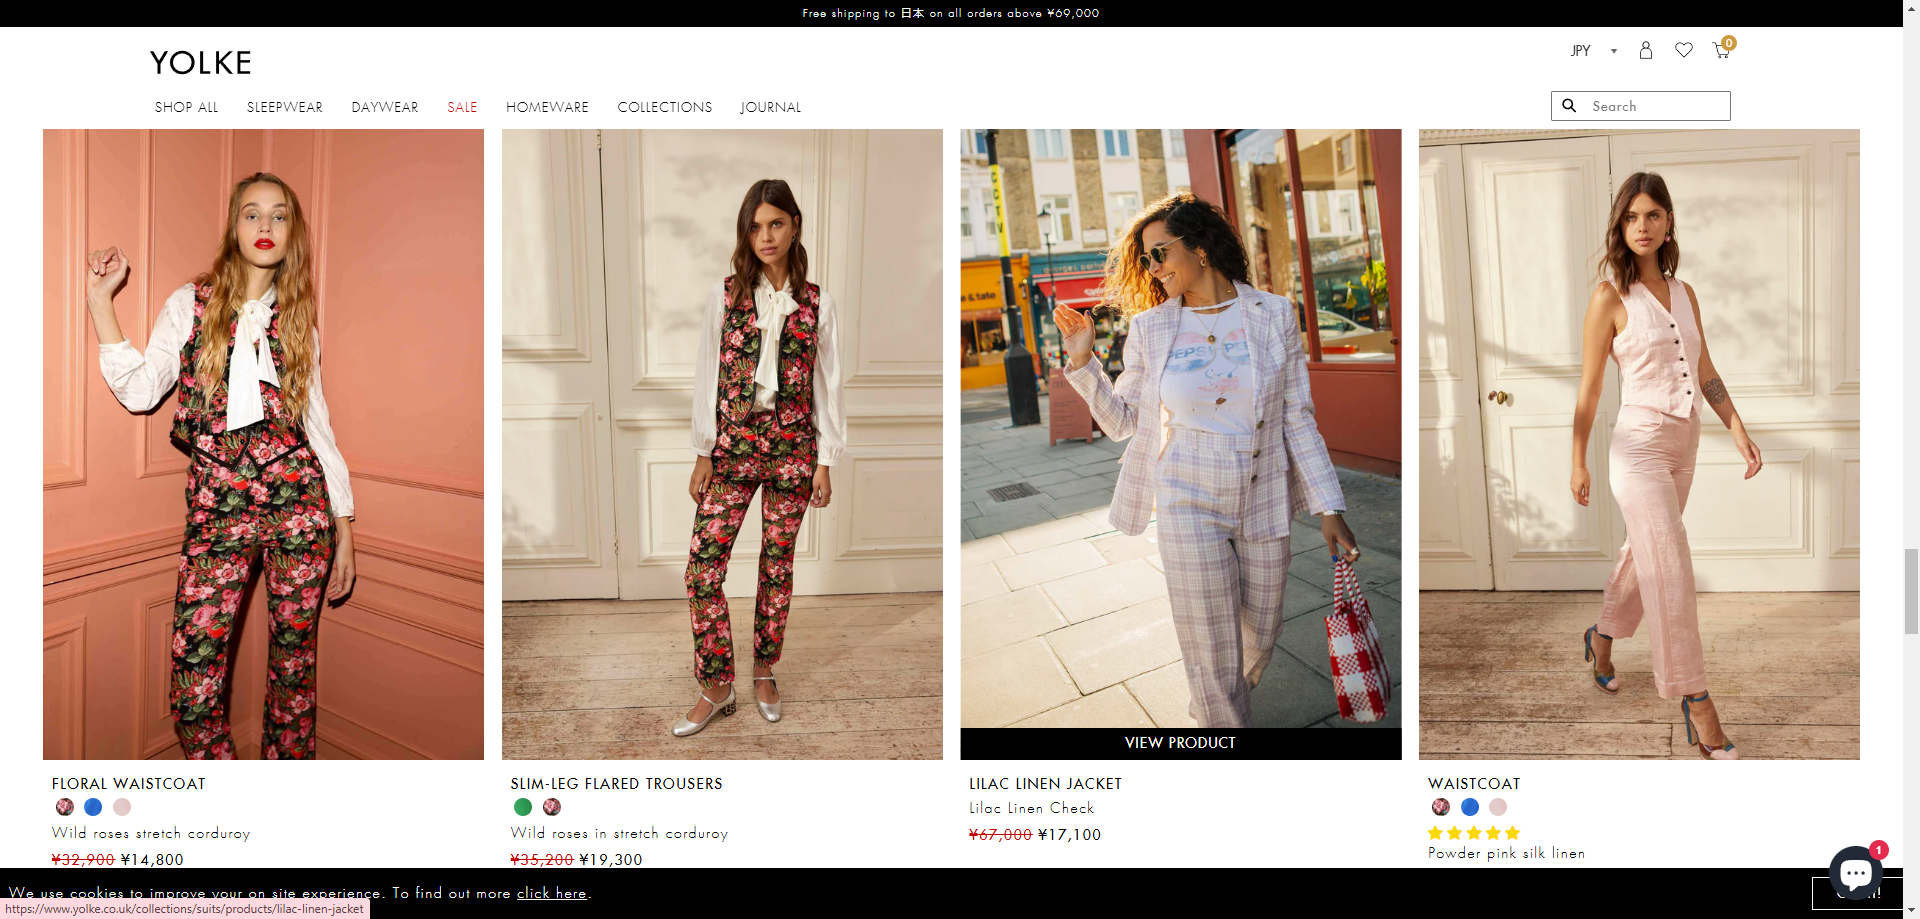 Free shipping to 日本 on all orders above ¥69,000
YOLKE
JPY
0
SHOP ALL SLEEPWEAR DAYWEAR SALE HOMEWARE COLLECTIONS JOURNAL
Search
& tate
CCTV
PEPSI
VIEW PRODUCT
FLORAL WAISTCOAT
Wild roses stretch corduroy
¥32,900 ¥14,800
SLIM-LEG FLARED TROUSERS
Wild roses in stretch corduroy
¥35,200 ¥19,300
LILAC LINEN JACKET
Lilac Linen Check
¥67,000 ¥17,100
WAISTCOAT
Powder pink silk linen
1
We use cookies to improve your on site experience. To find out more click here.
https://www.yolke.co.uk/collections/suits/products/lilac-linen-jacket